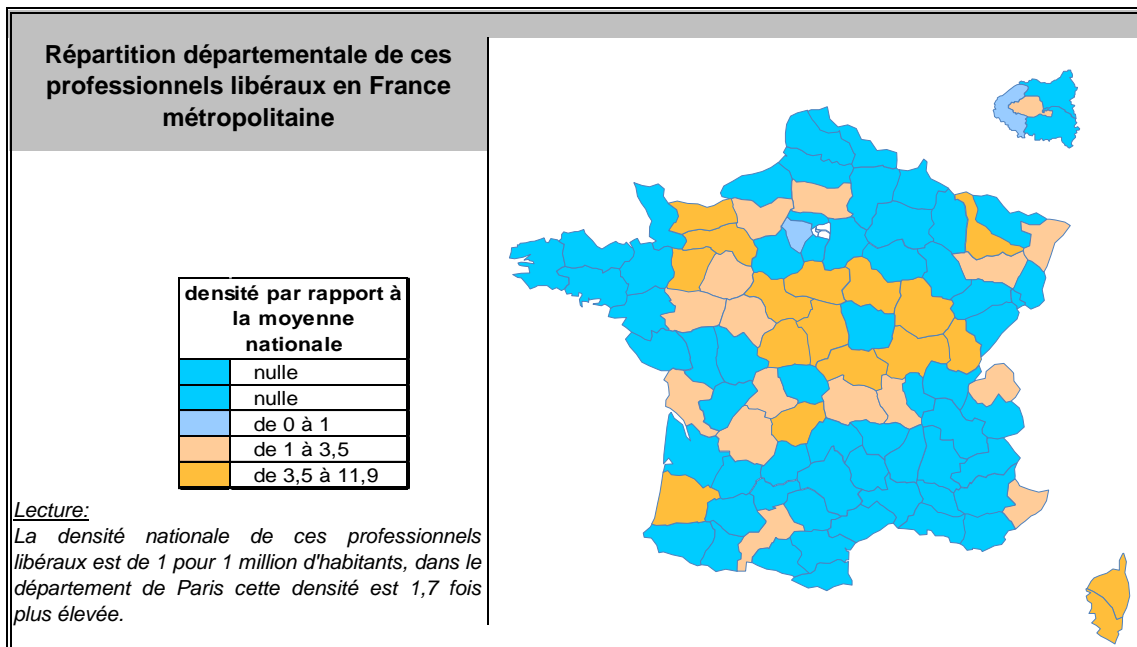 Répartition départementale de ces
professionnels libéraux en France
métropolitaine
densité par rapport à
la moyenne
nationale
nulle
nulle
de 0 à 1
de 1 à 3,5
de 3,5 à 11,9
Lecture:
La densité nationale de ces professionnels
libéraux est de 1 pour 1 million d'habitants, dans le
département de Paris cette densité est 1,7 fois
plus élevée.